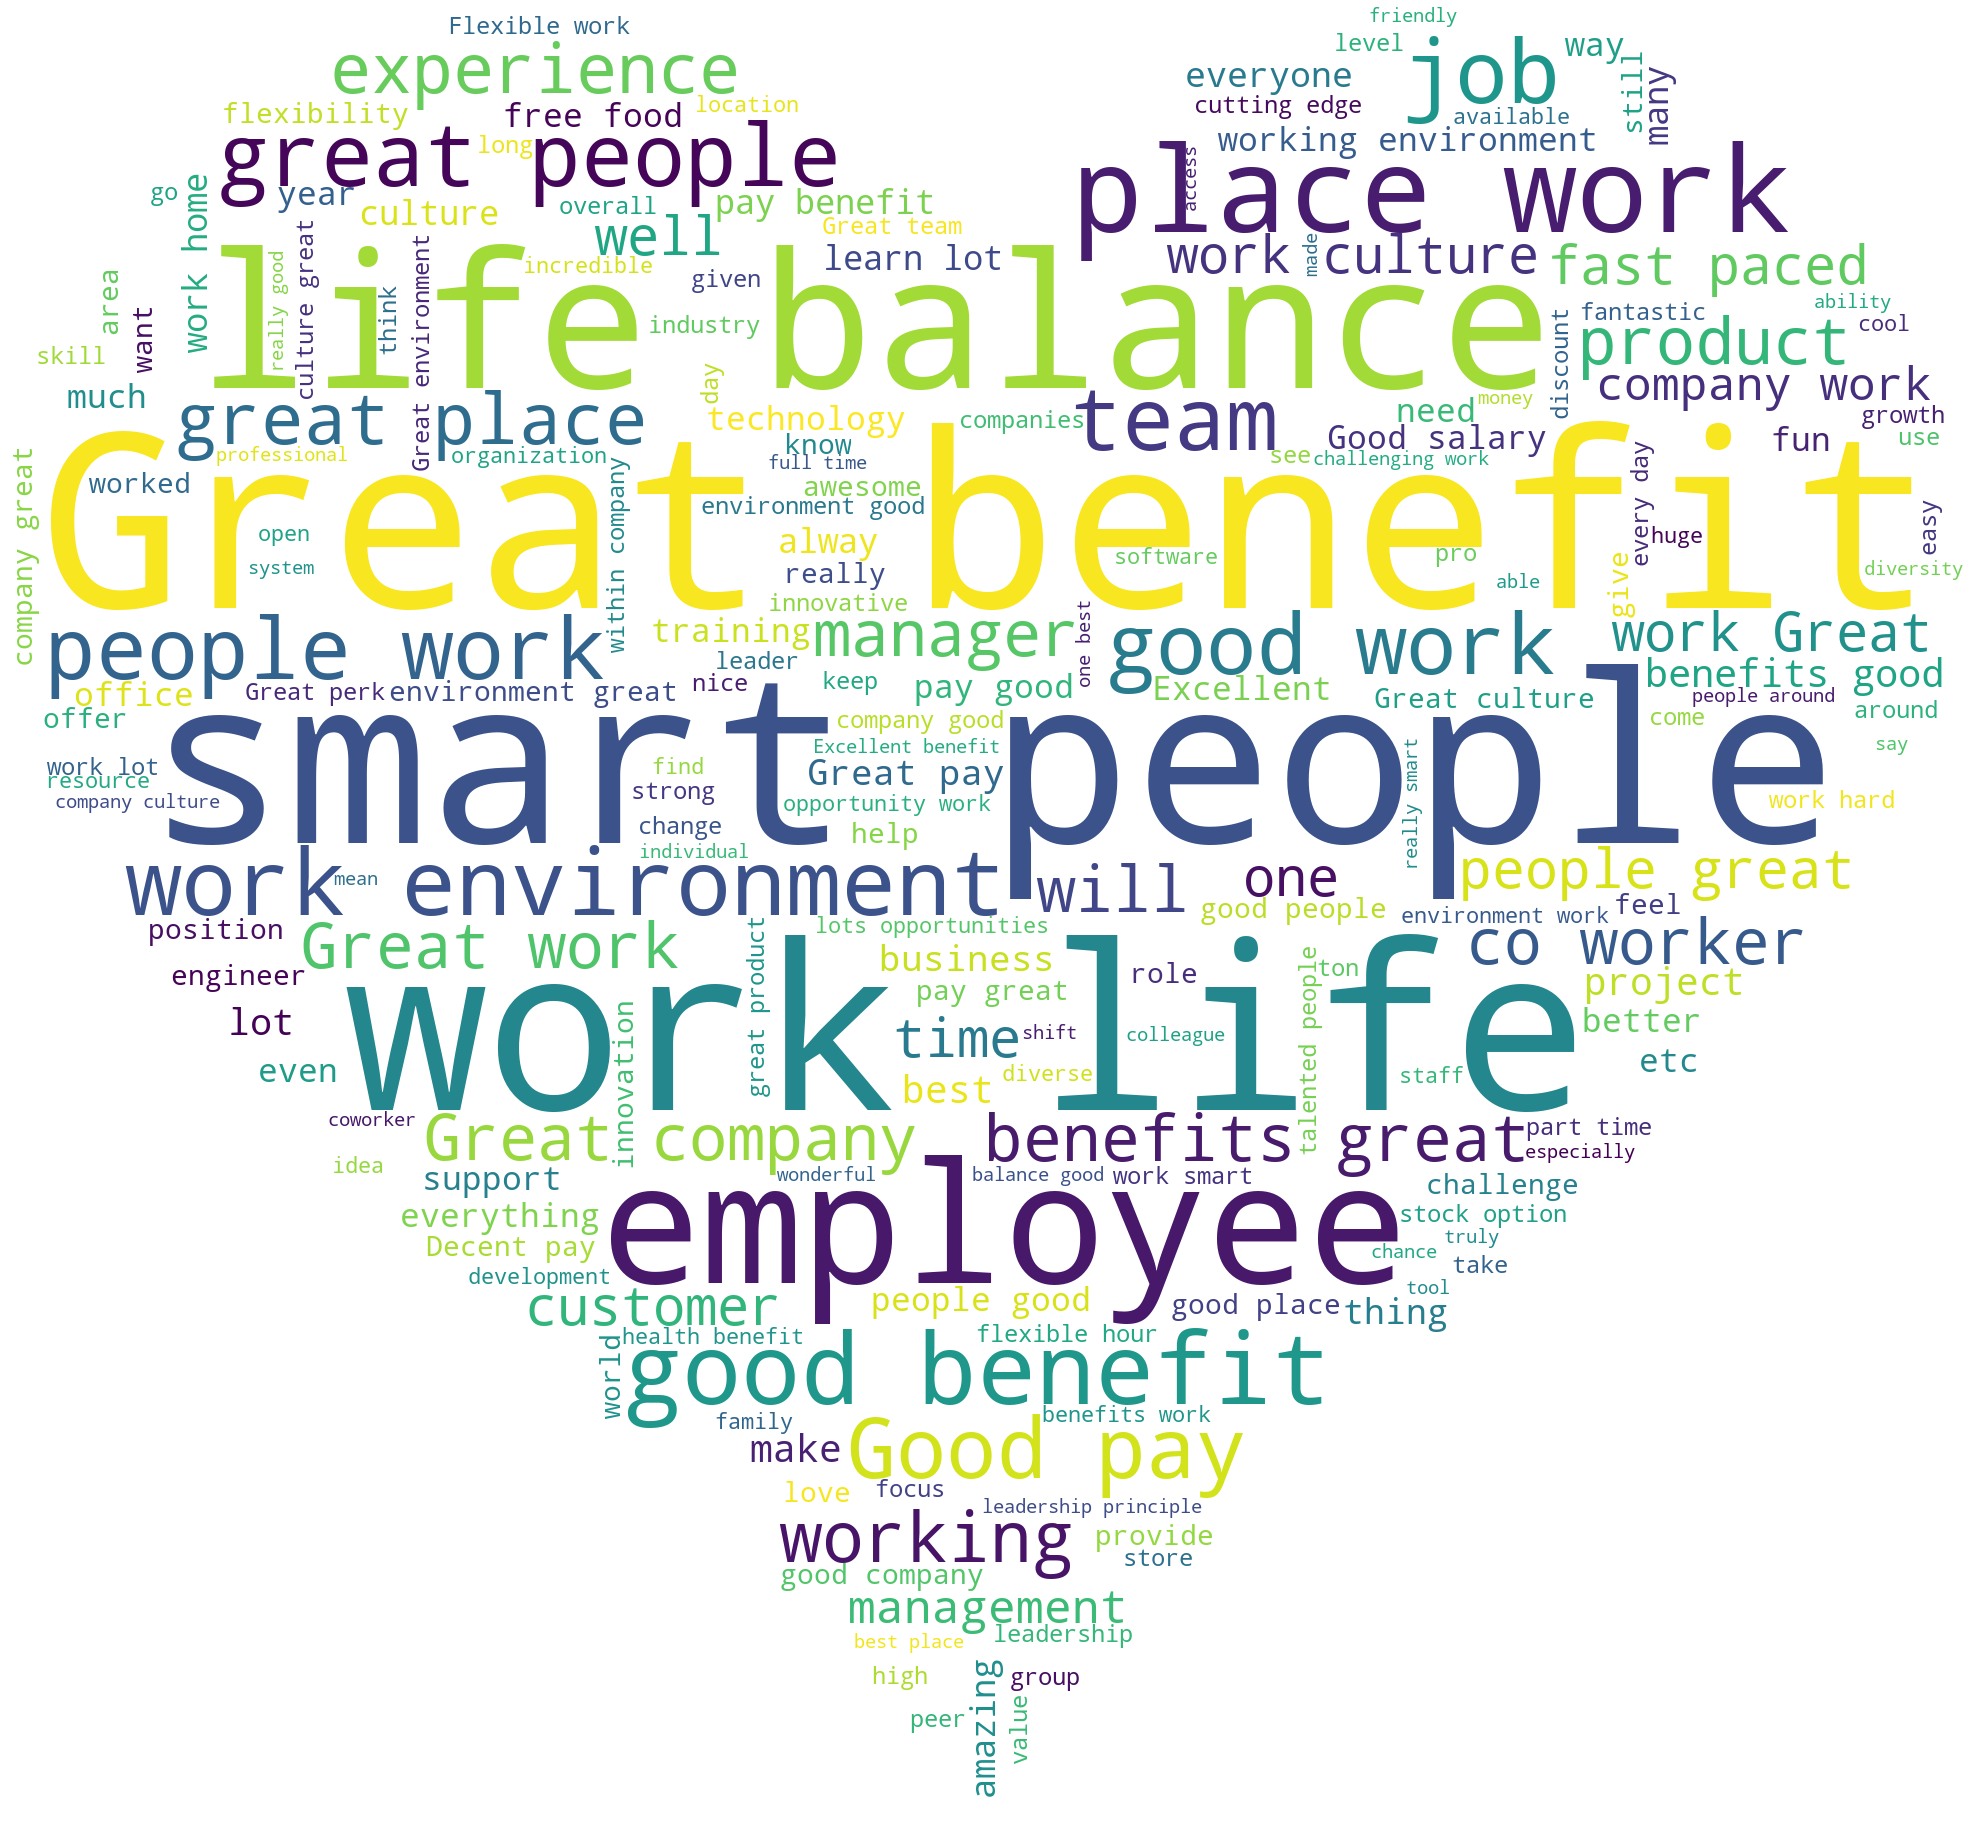 friendly
Flexible work
level
way
experience
job
everyone
still
many
cutting edge
location
flexibility
free food
available
great people
long
working environment
place work
access
go
work home
year
culture
overall
pay benefit
well
Great team
learn lot
work culture
made
fast paced
incredible
given
industry
life balance
area
want
really good
culture great
think
Great environment
skill
much
fantastic
ability
cool
product
discount
company work
money
need
growth
use
fun
day
great place
technology
companies
team
Good salary
know
organization
professional
full time
see
challenging work
worked
awesome
company great
within company
environment good
every day
easy
huge
open
system
Great benefit
alway
really
software
pro
able
give
diversity
innovative
people work
training
manager
one best
good work
work Great
leader
benefits good
office
Great perk
environment great
nice
keep
pay good
Excellent
Great culture
people around
offer
company good
come
around
Excellent benefit
say
smart people
work lot
resource
company culture
find
strong
Great pay
opportunity work
really smart
work hard
change
help
individual
work environment
mean
will
one
people great
good people
environment work
feel
position
Great work
lots opportunities
co worker
engineer
great product
business
role
talented people
ton
project
pay great
lot
innovation
work life
time
shift
colleague
better
even
best
diverse
staff
etc
coworker
Great company
benefits great
part time
especially
idea
support
wonderful
balance good
work smart
challenge
everything
employee
stock option
Decent pay
truly
chance
take
development
tool
customer
people good
good place
thing
world
health benefit
flexible hour
good benefit
family
benefits work
make
Good pay
love
focus
leadership principle
working
provide
store
good company
management
leadership
best place
high
amazing
group
peer
value